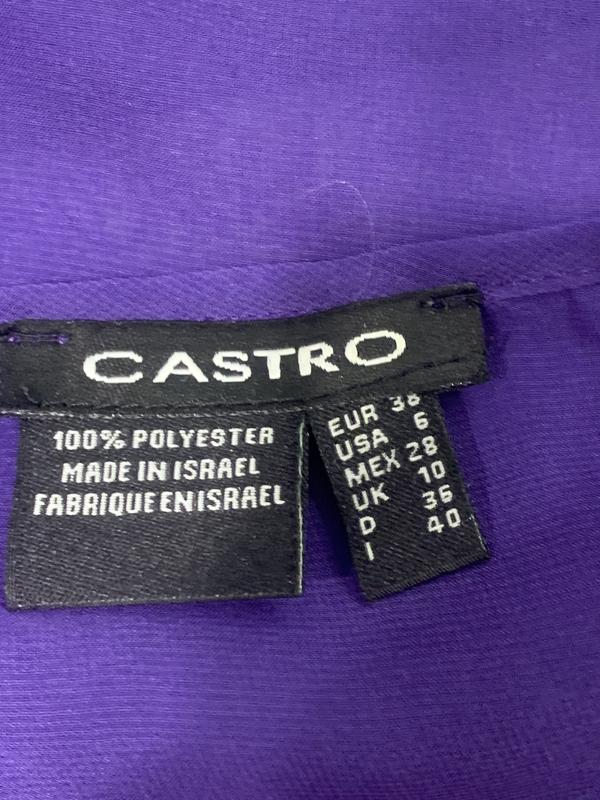 CASTRO
100% POLYESTER
MADE IN ISRAEL
FABRIQUE EN ISRAEL
EUR 38
USA 6
MEX 28
UK 10
D 36
I 40